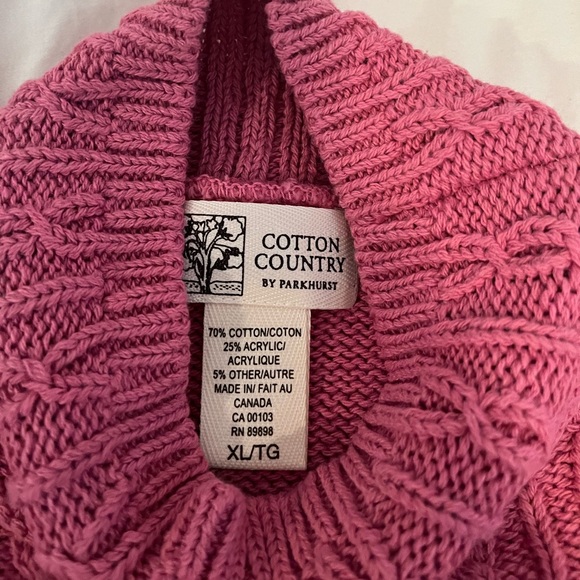 COTTON
COUNTRY
BY PARKHURST
70% COTTON/COTON
25% ACRYLIC/
ACRYLIQUE
5% OTHER/AUTRE
MADE IN/ FAIT AU
CANADA
CA 00103
RN 89898
XL/TG